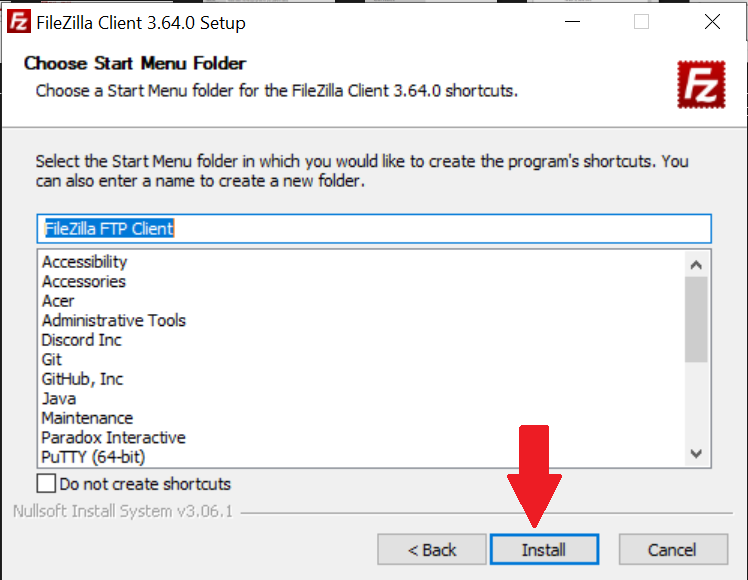 Fz FileZilla Client 3.64.0 Setup
Choose Start Menu Folder
Choose a Start Menu folder for the FileZilla Client 3.64.0 shortcuts.
Fz
Select the Start Menu folder in which you would like to create the program's shortcuts. You
can also enter a name to create a new folder.
FileZilla FTP Client
Accessibility
Accessories
Acer
Administrative Tools
Discord Inc
Git
GitHub, Inc
Java
Maintenance
Paradox Interactive
PuTTY (64-bit)
Do not create shortcuts
Nullsoft Install System v3.06.1
< Back
Install
Cancel